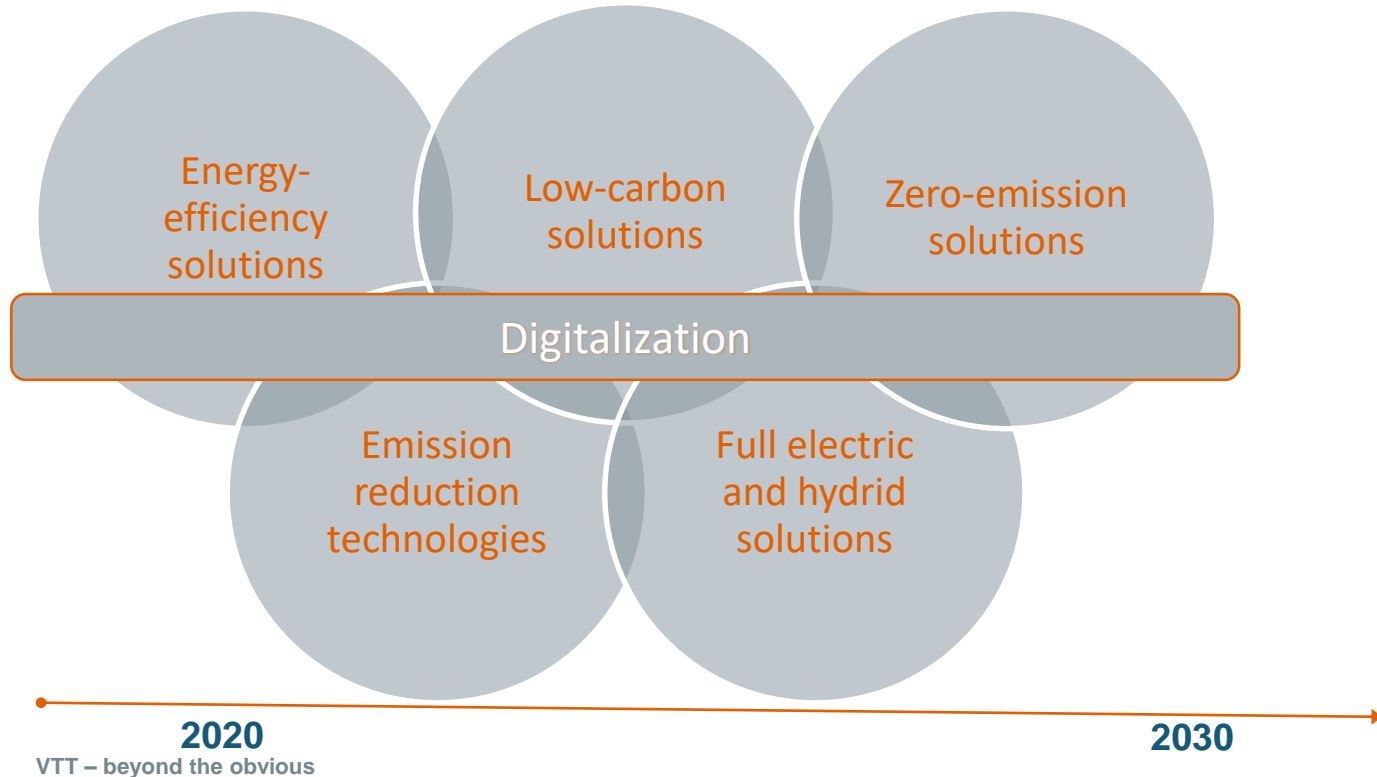 Energy-
efficiency
solutions
Low-carbon
solutions
Zero-emission
solutions
Digitalization
Emission
reduction
technologies
Full electric
and hydrid
solutions
2020
2030
VTT – beyond the obvious